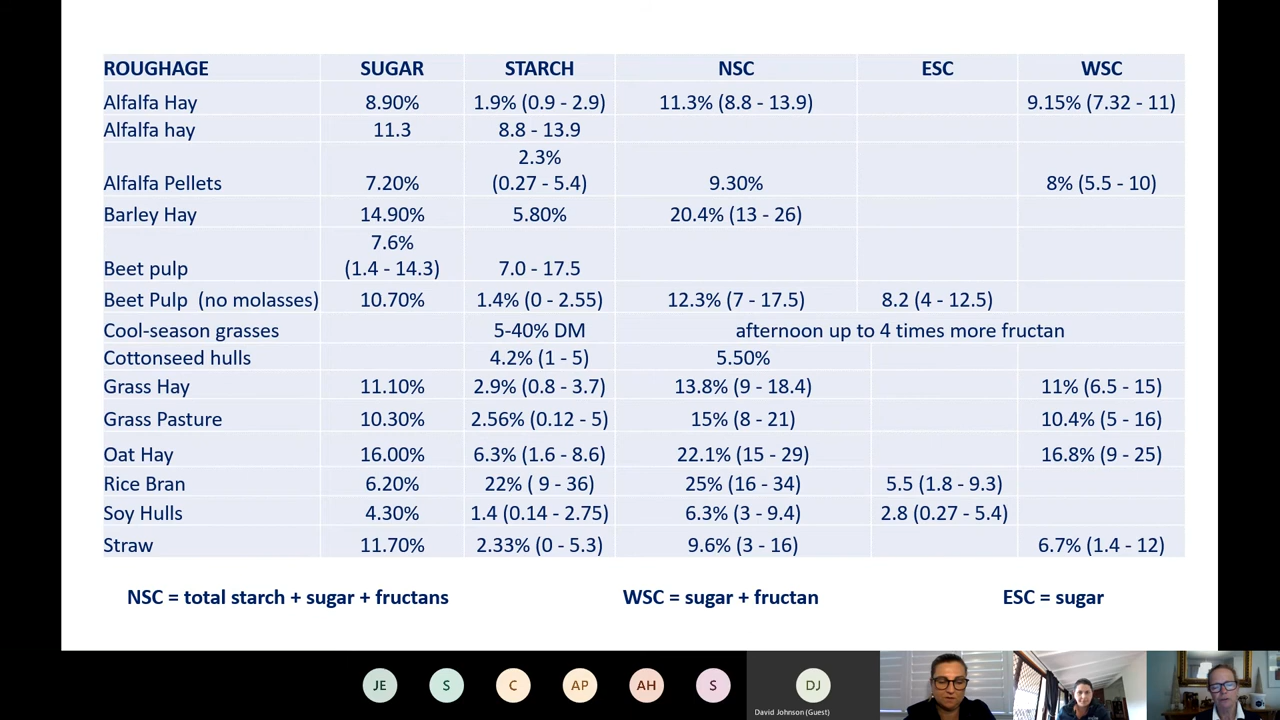 ROUGHAGE SUGAR STARCH NSC ESC WSC
Alfalfa Hay 8.90% 1.9% (0.9 - 2.9) 11.3% (8.8 - 13.9) 9.15% (7.32 - 11)
Alfalfa hay 11.3 8.8 - 13.9
2.3%
Alfalfa Pellets 7.20% (0.27 - 5.4) 9.30% 8% (5.5 - 10)
Barley Hay 14.90% 5.80% 20.4% (13 - 26)
7.6%
Beet pulp (1.4 - 14.3) 7.0 - 17.5
Beet Pulp (no molasses) 10.70% 1.4% (0 - 2.55) 12.3% (7 - 17.5) 8.2 (4 - 12.5)
Cool-season grasses 5-40% DM afternoon up to 4 times more fructan
Cottonseed hulls 4.2% (1 - 5) 5.50%
Grass Hay 11.10% 2.9% (0.8 - 3.7) 13.8% (9 - 18.4) 11% (6.5 - 15)
Grass Pasture 10.30% 2.56% (0.12 - 5) 15% (8 - 21) 10.4% (5 - 16)
Oat Hay 16.00% 6.3% (1.6 - 8.6) 22.1% (15 - 29) 16.8% (9 - 25)
Rice Bran 6.20% 22% ( 9 - 36) 25% (16 - 34) 5.5 (1.8 - 9.3)
Soy Hulls 4.30% 1.4 (0.14 - 2.75) 6.3% (3 - 9.4) 2.8 (0.27 - 5.4)
Straw 11.70% 2.33% (0 - 5.3) 9.6% (3 - 16) 6.7% (1.4 - 12)
NSC = total starch + sugar + fructans WSC = sugar + fructan ESC = sugar
JE S C AP AH S DJ
David Johnson (Guest)